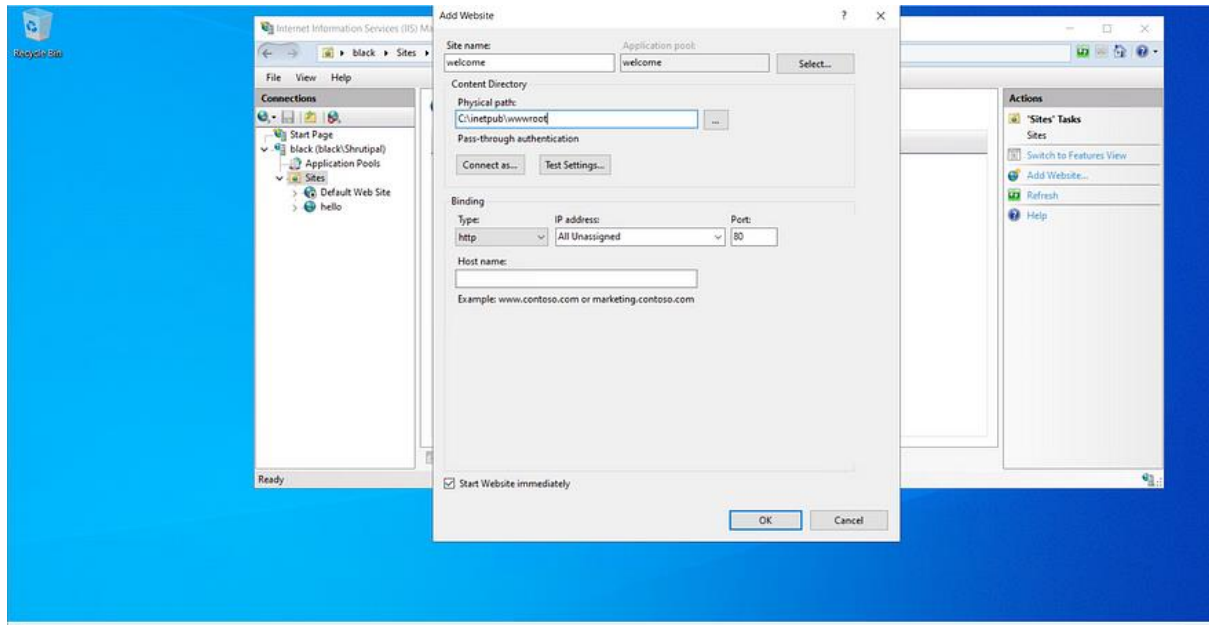 Recycle Bin
Internet Information Services (IIS) Ma
black Sites
File View Help
Connections
Start Page
black (black\Shrutipal)
Application Pools
Sites
Default Web Site
hello
Ready
Add Website
?
Site name:
Application pool:
welcome
welcome
Select...
Content Directory
Physical path:
C:\inetpub\wwwroot
...
Pass-through authentication
Connect as...
Test Settings...
Binding
Type:
IP address:
Port:
http
All Unassigned
80
Host name:
Example: www.contoso.com or marketing.contoso.com
Start Website immediately
OK
Cancel
Actions
'Sites' Tasks
Sites
Switch to Features View
Add Website...
Refresh
Help